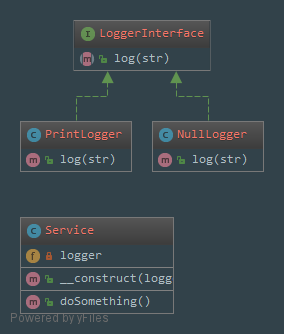 I LoggerInterface
m log(str)
C PrintLogger
m log(str)
C NullLogger
m log(str)
C Service
f logger
m __construct(logg
m doSomething()
Powered by yFiles